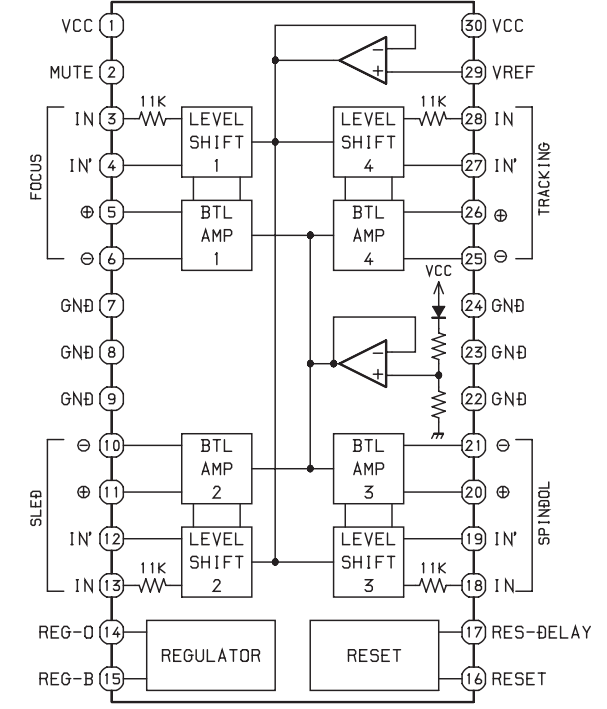 VCC 1
30 VCC
MUTE 2
29 VREF
−
+
FOCUS
IN 3
11K
LEVEL SHIFT 1
LEVEL SHIFT 4
11K
28 IN
TRACKING
IN' 4
27 IN'
⊕ 5
BTL AMP 1
BTL AMP 4
26 ⊕
⊖ 6
25 ⊖
VCC
GND 7
24 GND
GND 8
−
+
23 GND
GND 9
22 GND
SLED
⊖ 10
BTL AMP 2
BTL AMP 3
21 ⊖
SPINDOL
⊕ 11
20 ⊕
IN' 12
LEVEL SHIFT 2
LEVEL SHIFT 3
19 IN'
IN 13
11K
11K
18 IN
REG-O 14
REGULATOR
RESET
17 RES-DELAY
REG-B 15
16 RESET